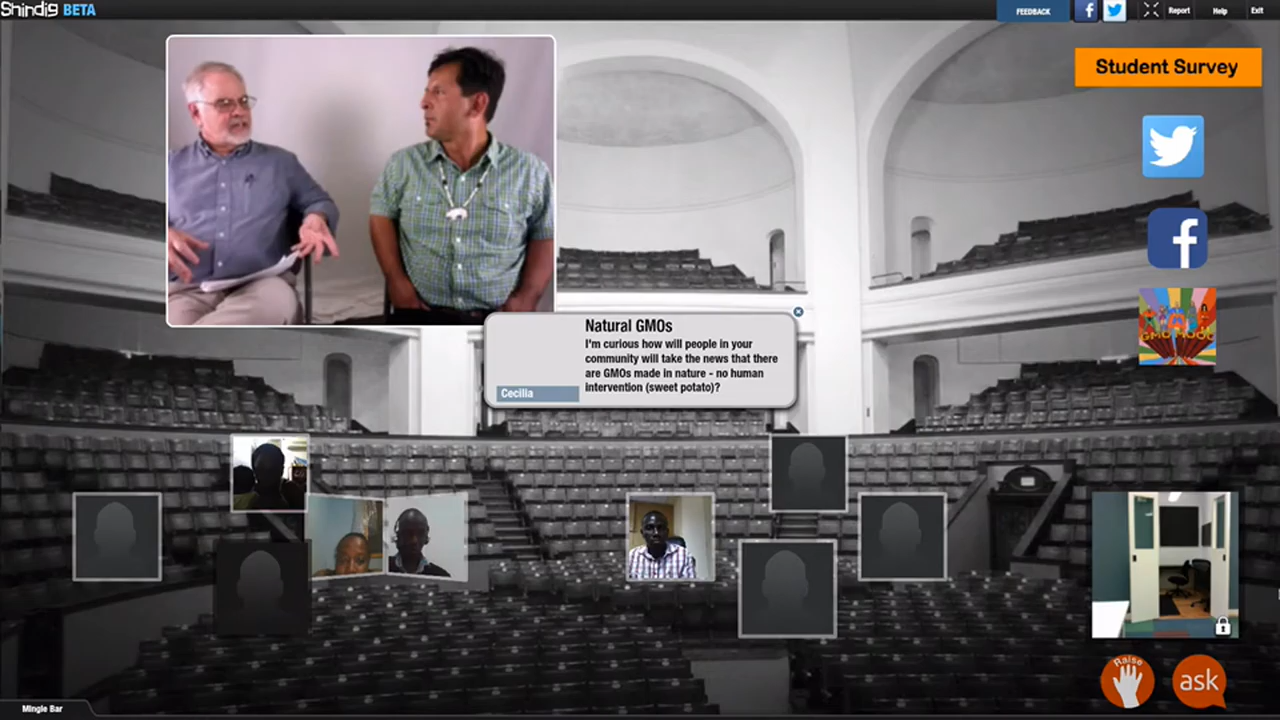 Shindig BETA
FEEDBACK
Report
Help
Exit
Student Survey
Natural GMOs
I'm curious how will people in your
community will take the news that there
are GMOs made in nature - no human
intervention (sweet potato)?
Cecilia
GMO MOOC
Raise
ask
Mingle Bar